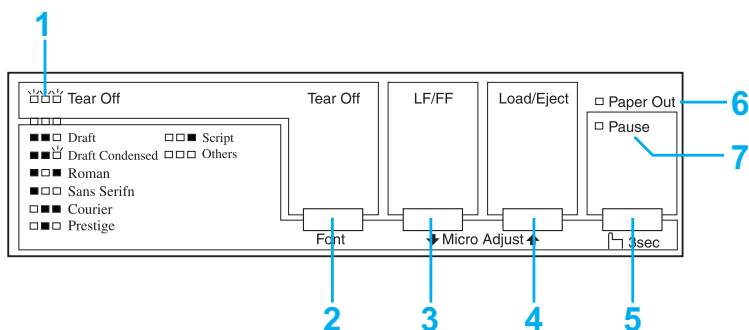 1
Tear Off Tear Off LF/FF Load/Eject Paper Out 6
Pause 7
Draft Script
Draft Condensed Others
Roman
Sans Serifn
Courier
Prestige
Font Micro Adjust 3sec
2 3 4 5